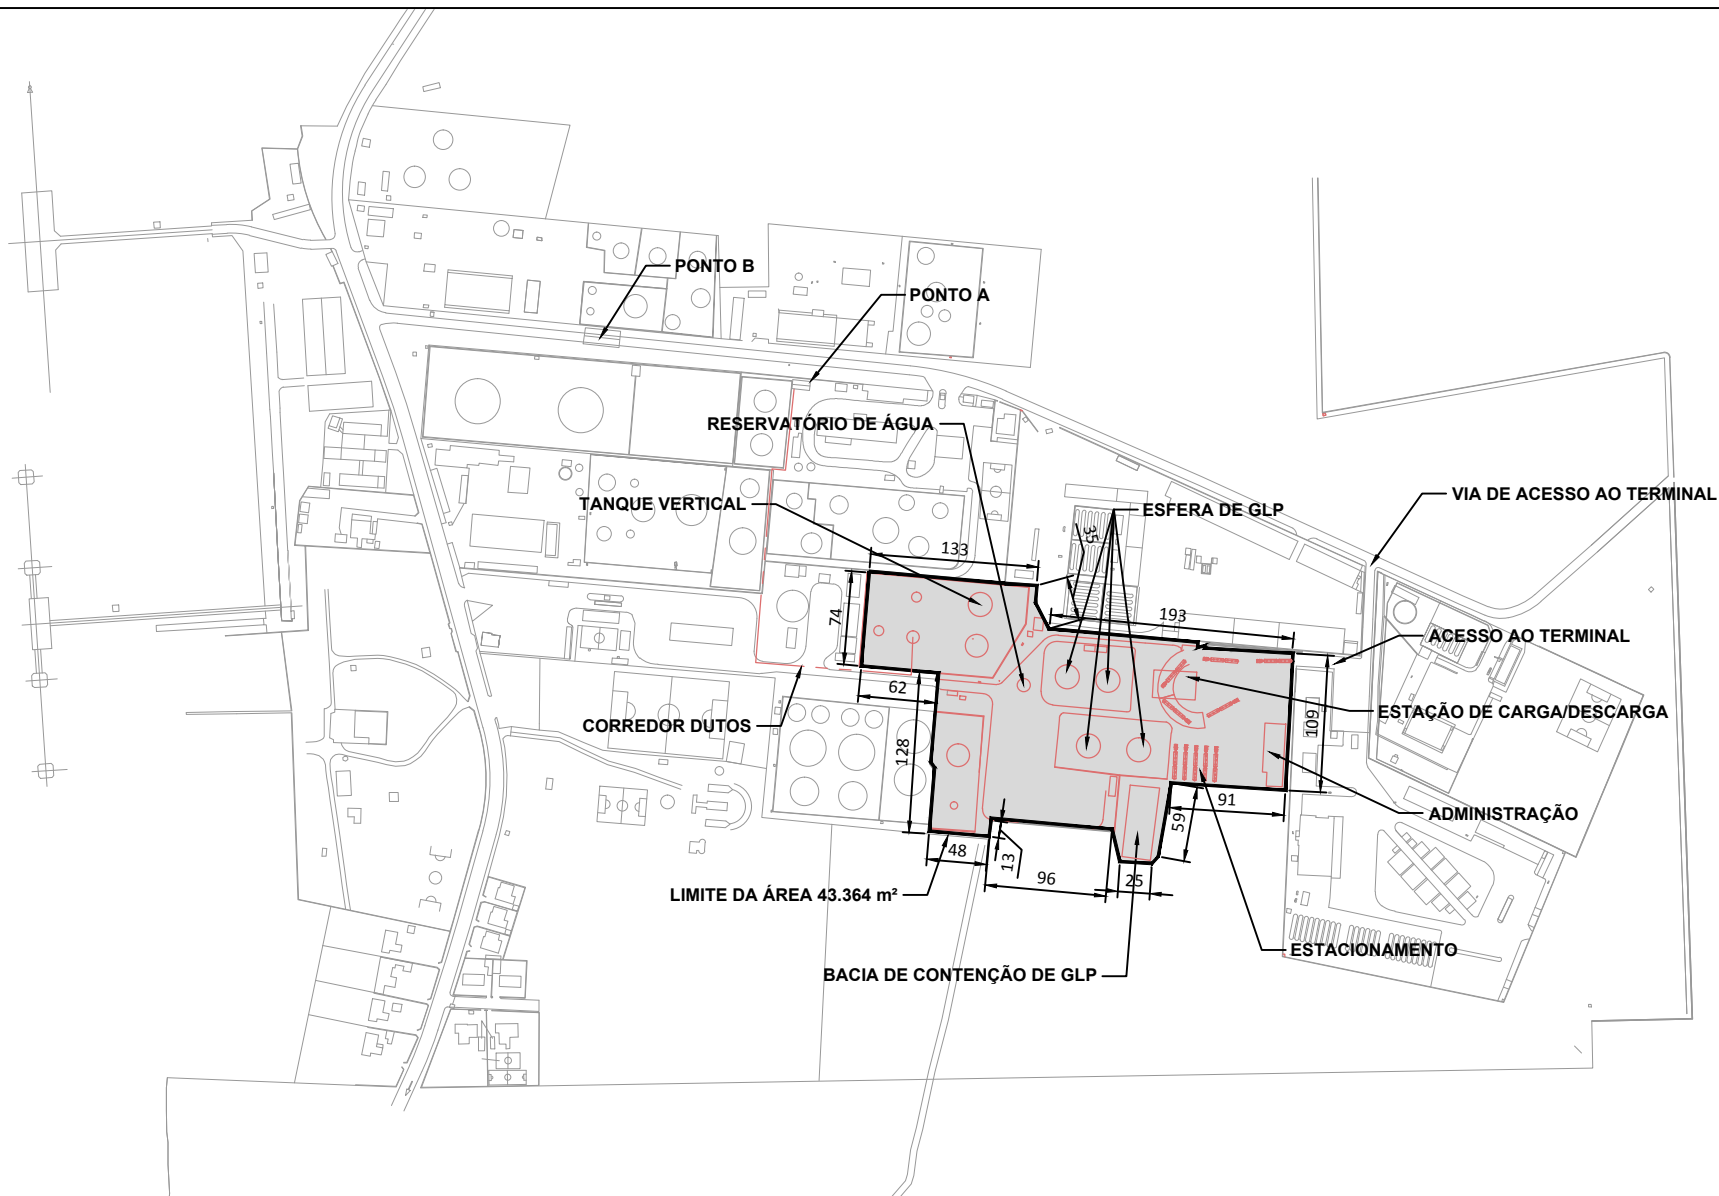 PONTO B
PONTO A
RESERVATÓRIO DE ÁGUA
TANQUE VERTICAL
VIA DE ACESSO AO TERMINAL
ESFERA DE GLP
35
133
74
193
ACESSO AO TERMINAL
62
CORREDOR DUTOS
ESTAÇÃO DE CARGA/DESCARGA
109
128
91
ADMINISTRAÇÃO
59
48
13
96
25
LIMITE DA ÁREA 43.364 m²
ESTACIONAMENTO
BACIA DE CONTENÇÃO DE GLP